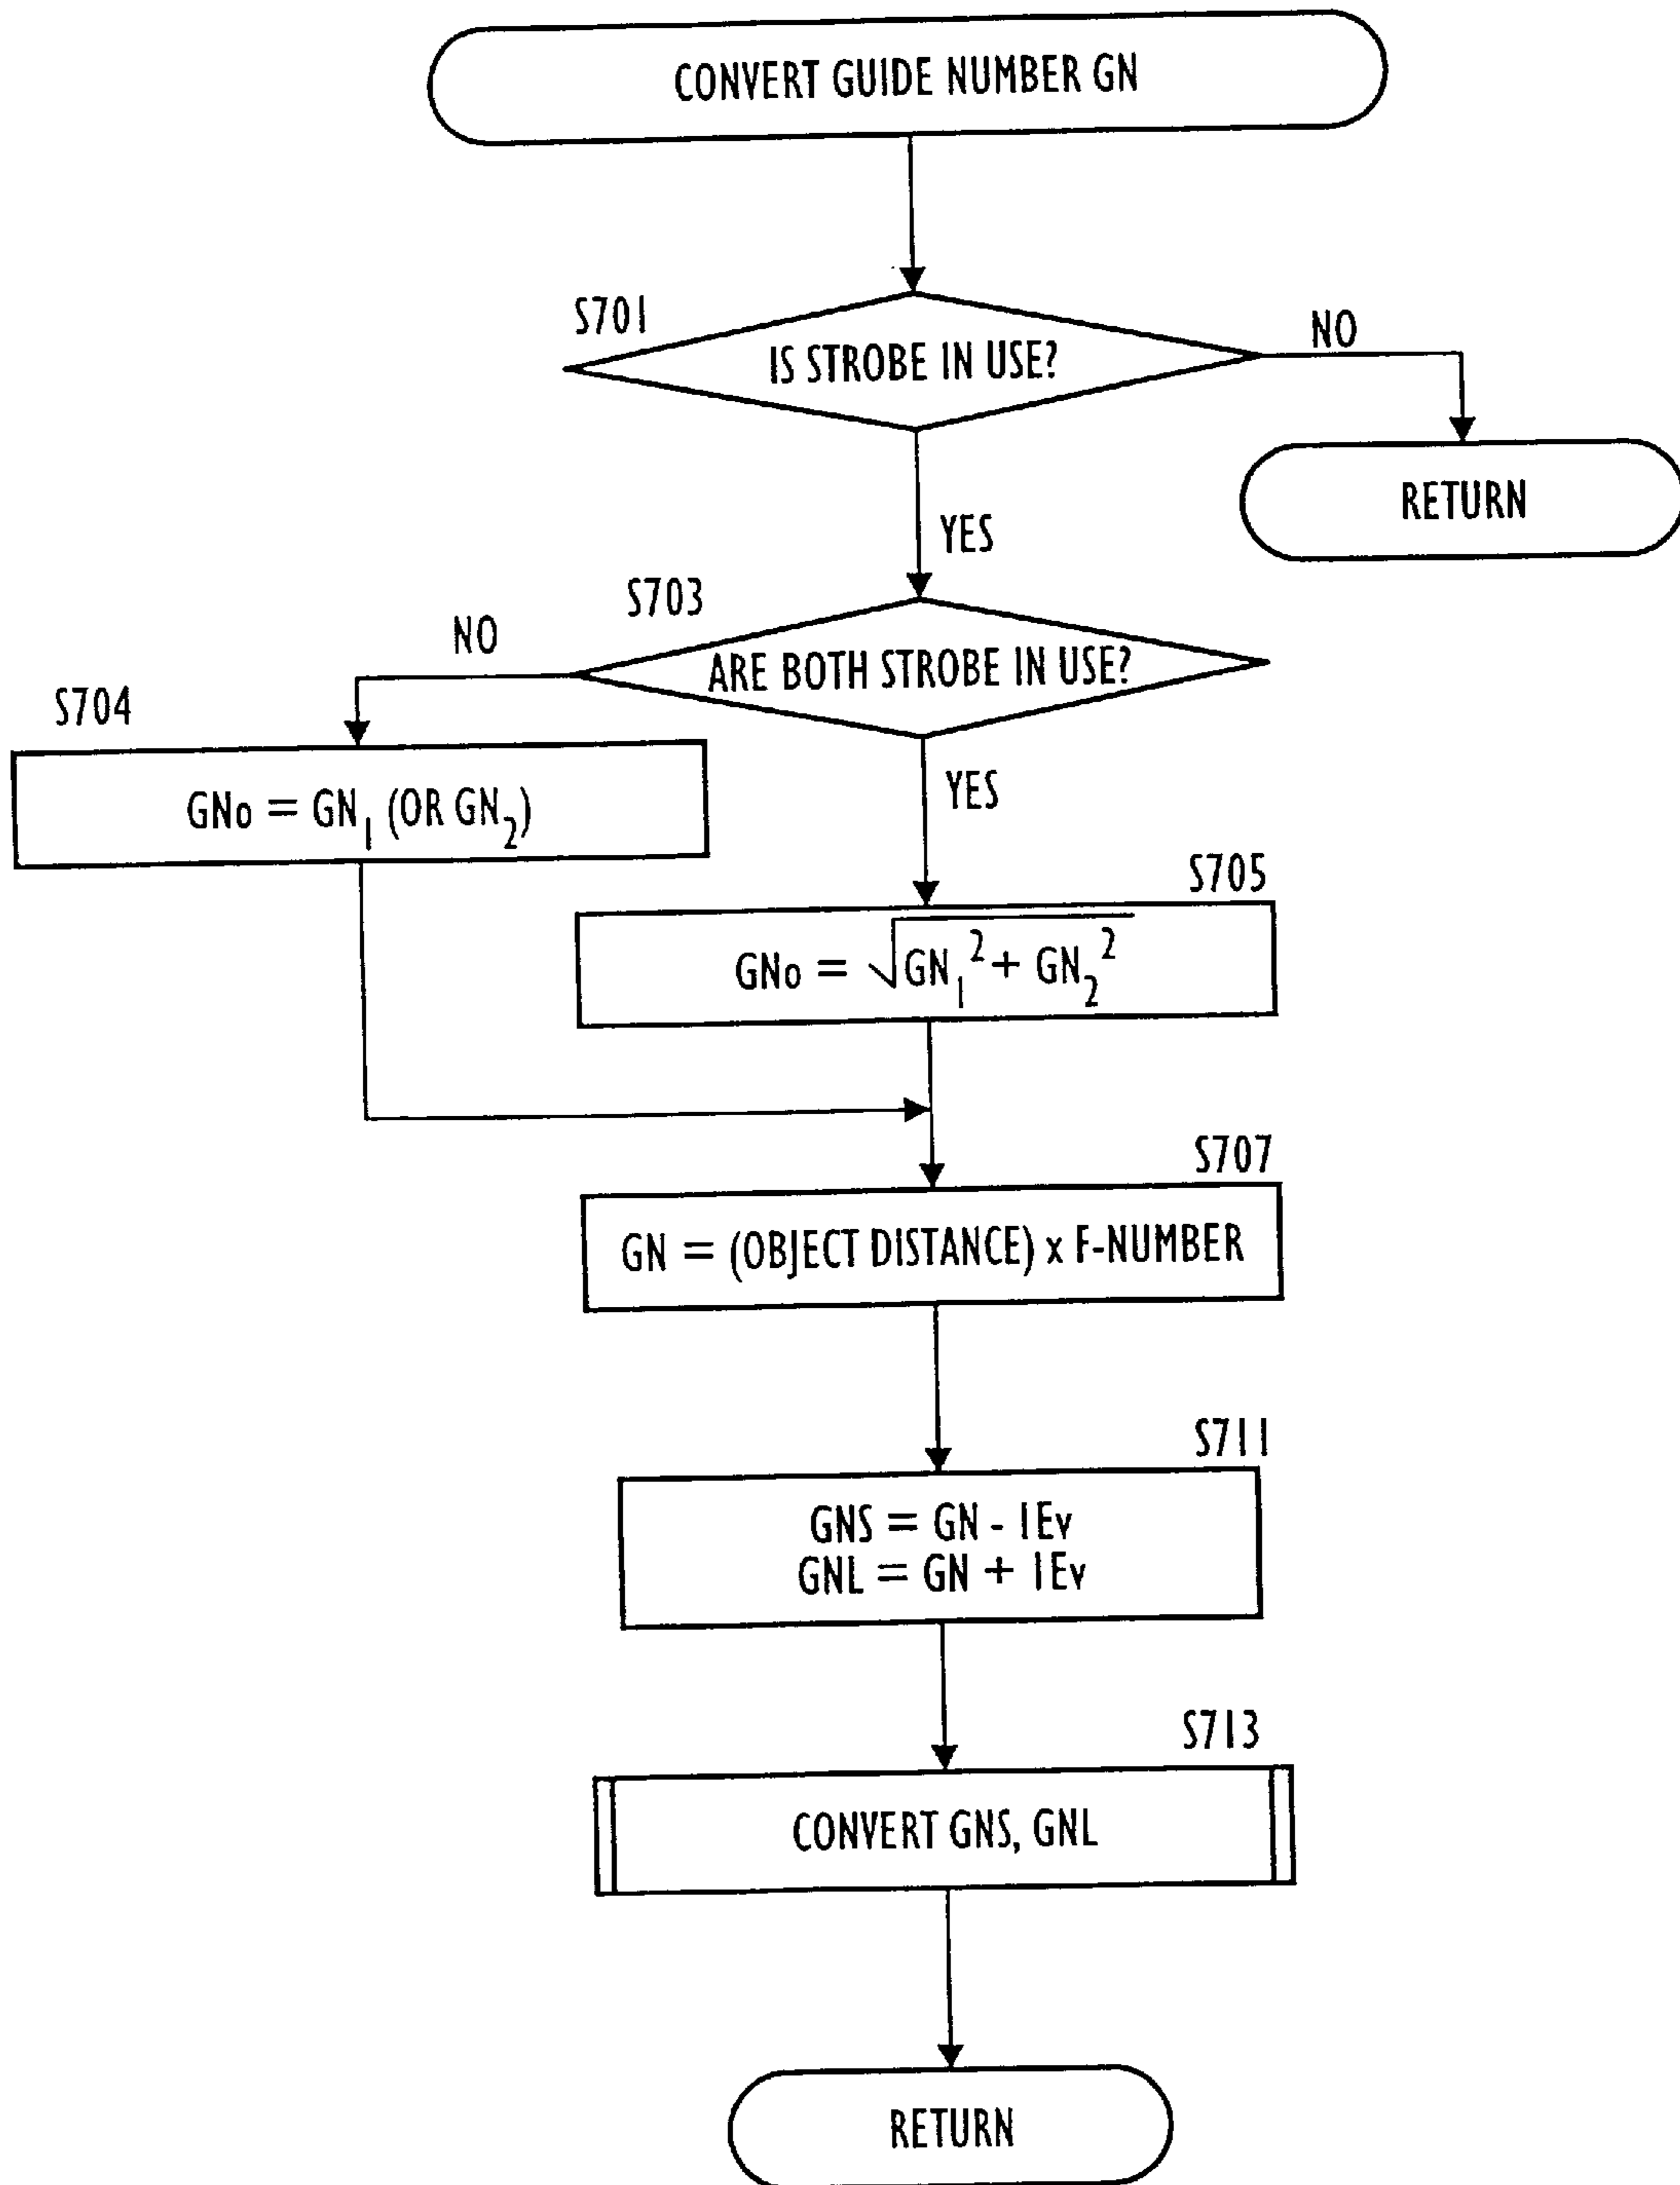 CONVERT GUIDE NUMBER GN
S701
IS STROBE IN USE?
NO
RETURN
YES
S703
NO
ARE BOTH STROBE IN USE?
S704
GNo = GN₁ (OR GN₂)
YES
S705
GNo = √GN₁² + GN₂²
S707
GN = (OBJECT DISTANCE) x F-NUMBER
S711
GNS = GN - 1Ev
GNL = GN + 1Ev
S713
CONVERT GNS, GNL
RETURN